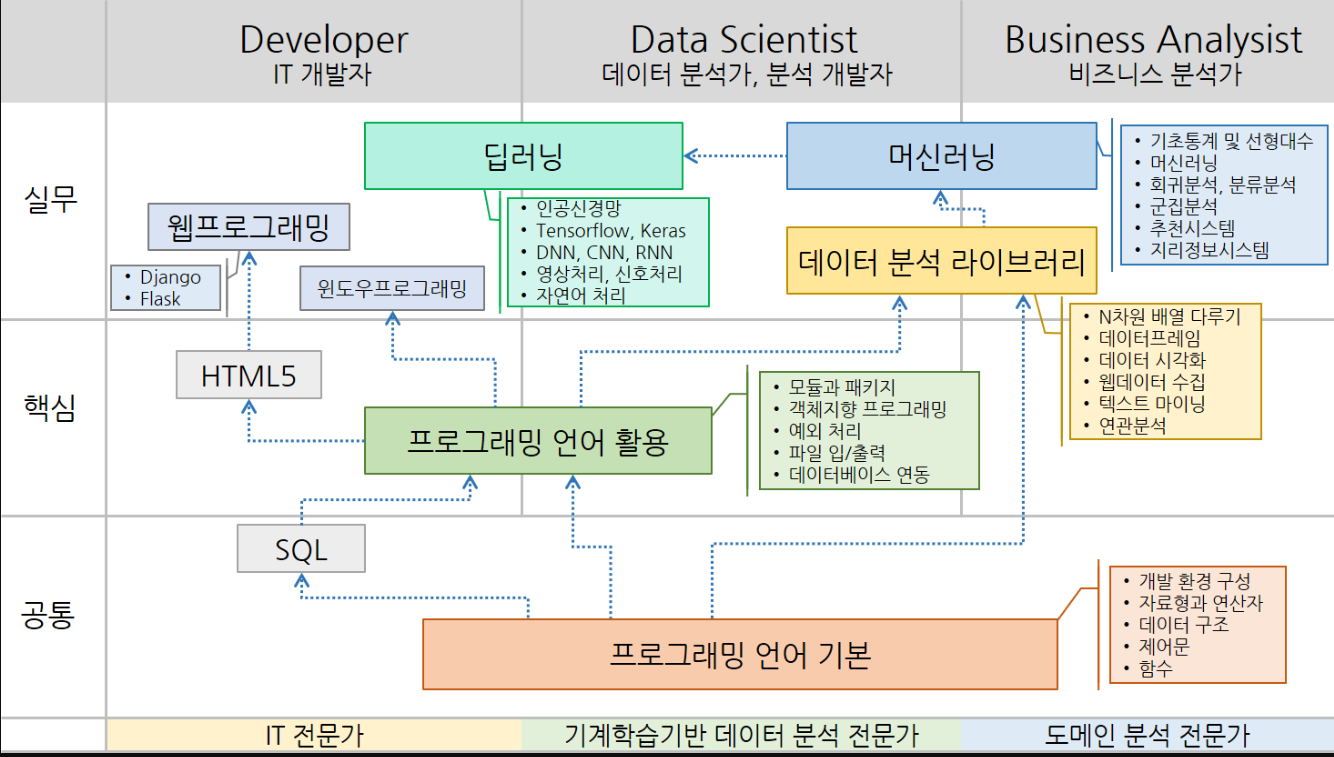 Developer
IT 개발자
Data Scientist
데이터 분석가, 분석 개발자
Business Analysist
비즈니스 분석가
실무
딥러닝
머신러닝
• 기초통계 및 선형대수
• 머신러닝
• 회귀분석, 분류분석
• 군집분석
• 추천시스템
• 지리정보시스템
• 인공신경망
• Tensorflow, Keras
• DNN, CNN, RNN
• 영상처리, 신호처리
• 자연어 처리
웹프로그래밍
• Django
• Flask
윈도우프로그래밍
데이터 분석 라이브러리
• N차원 배열 다루기
• 데이터프레임
• 데이터 시각화
• 웹데이터 수집
• 텍스트 마이닝
• 연관분석
핵심
HTML5
프로그래밍 언어 활용
• 모듈과 패키지
• 객체지향 프로그래밍
• 예외 처리
• 파일 입/출력
• 데이터베이스 연동
공통
SQL
프로그래밍 언어 기본
• 개발 환경 구성
• 자료형과 연산자
• 데이터 구조
• 제어문
• 함수
IT 전문가
기계학습기반 데이터 분석 전문가
도메인 분석 전문가